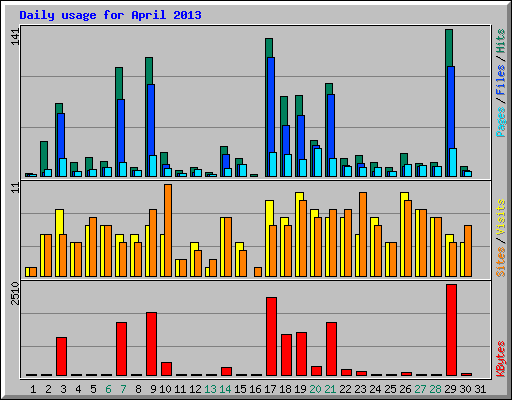 Daily usage for April 2013
141
Pages / Files / Hits
11
Sites / Visits
2510
KBytes
1 2 3 4 5 6 7 8 9 10 11 12 13 14 15 16 17 18 19 20 21 22 23 24 25 26 27 28 29 30 31